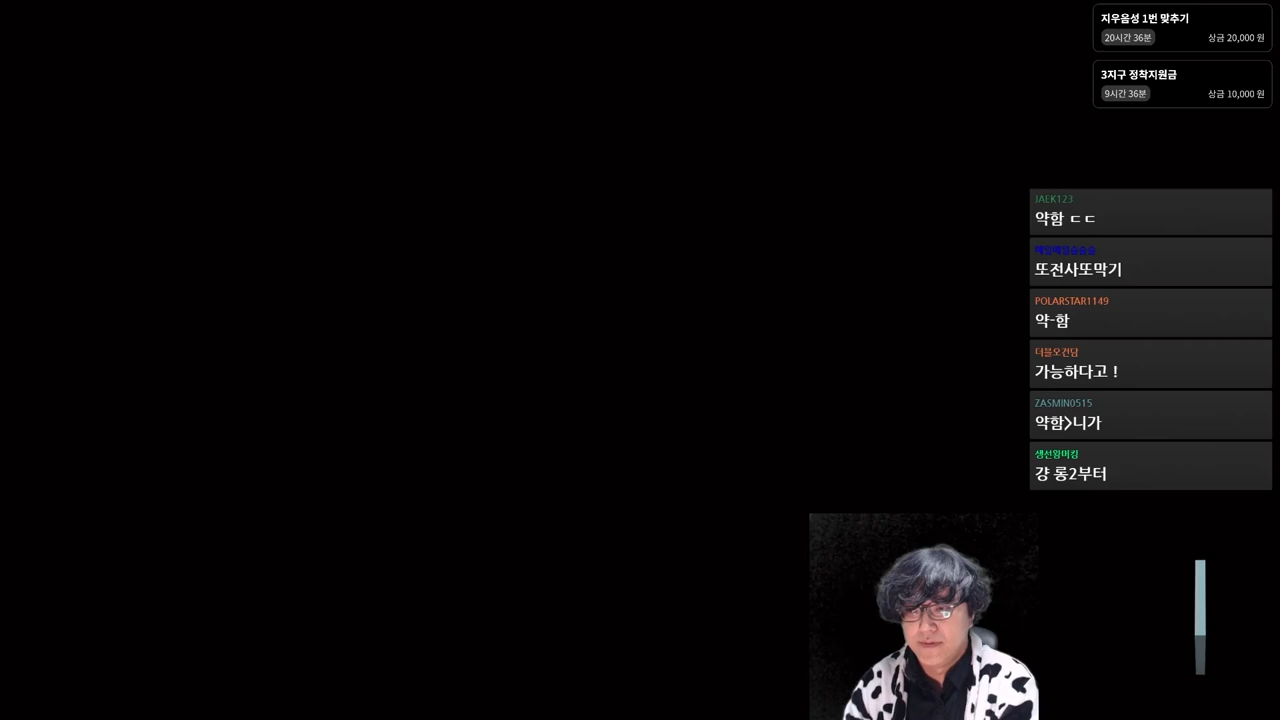 지우음성 1번 맞추기
20시간 36분
상금 20,000 원
3지구 정착지원금
9시간 36분
상금 10,000 원
JAEK123
약함 ㄷㄷ
또전사또막기
POLARSTAR1149
약-함
더블오건담
가능하다고 !
ZASMIN0515
약함>니가
생선왕미킹
걍 롱2부터